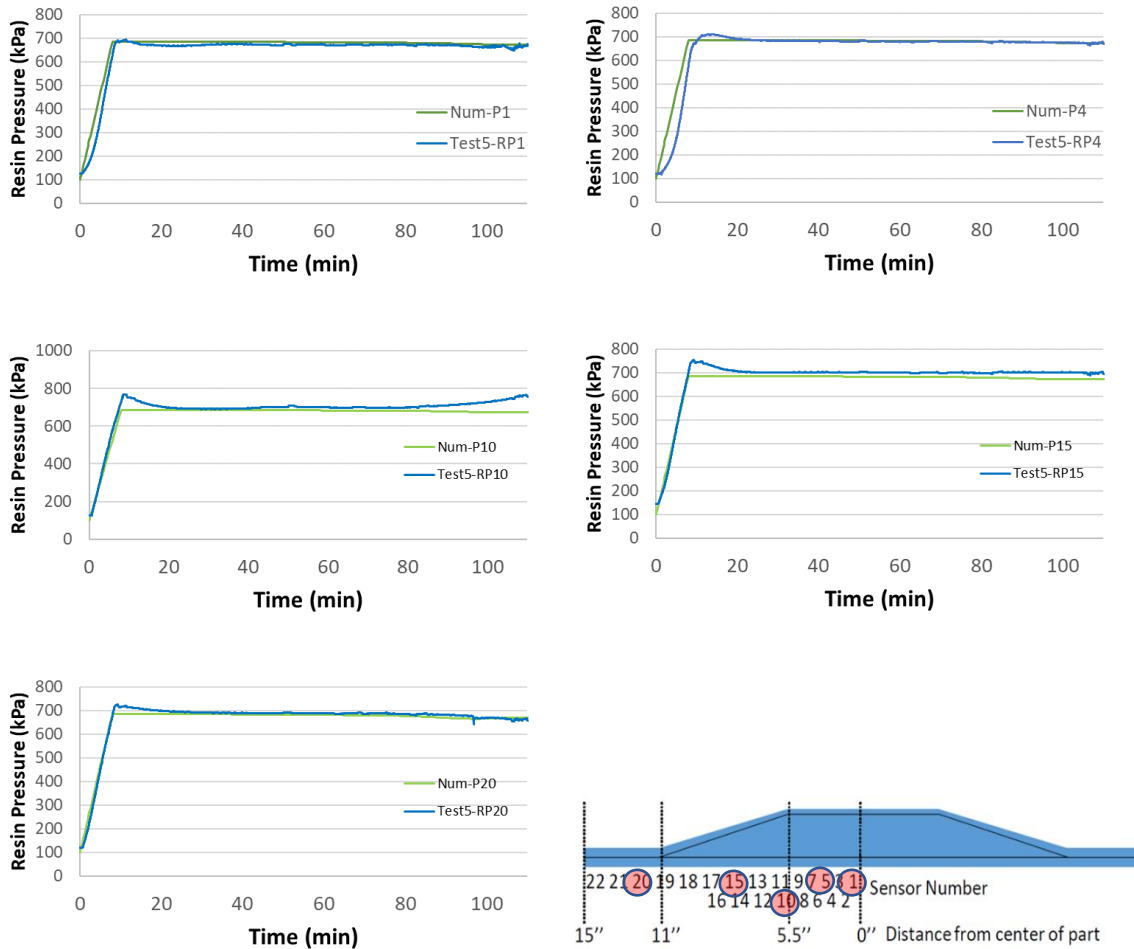 Resin Pressure (kPa)
800
700
600
500
400
300
200
100
0
Num-P1
Test5-RP1
0 20 40 60 80 100
Time (min)
Resin Pressure (kPa)
800
700
600
500
400
300
200
100
0
Num-P4
Test5-RP4
0 20 40 60 80 100
Time (min)
Resin Pressure (kPa)
1000
800
600
400
200
0
Num-P10
Test5-RP10
0 20 40 60 80 100
Time (min)
Resin Pressure (kPa)
800
700
600
500
400
300
200
100
0
Num-P15
Test5-RP15
0 20 40 60 80 100
Time (min)
Resin Pressure (kPa)
800
700
600
500
400
300
200
100
0
Num-P20
Test5-RP20
0 20 40 60 80 100
Time (min)
22 21 20 19 18 17 15 13 11 9 7 5 3 1 Sensor Number
16 14 12 10 8 6 4 2
15’’ 11’’ 5.5’’ 0’’ Distance from center of part